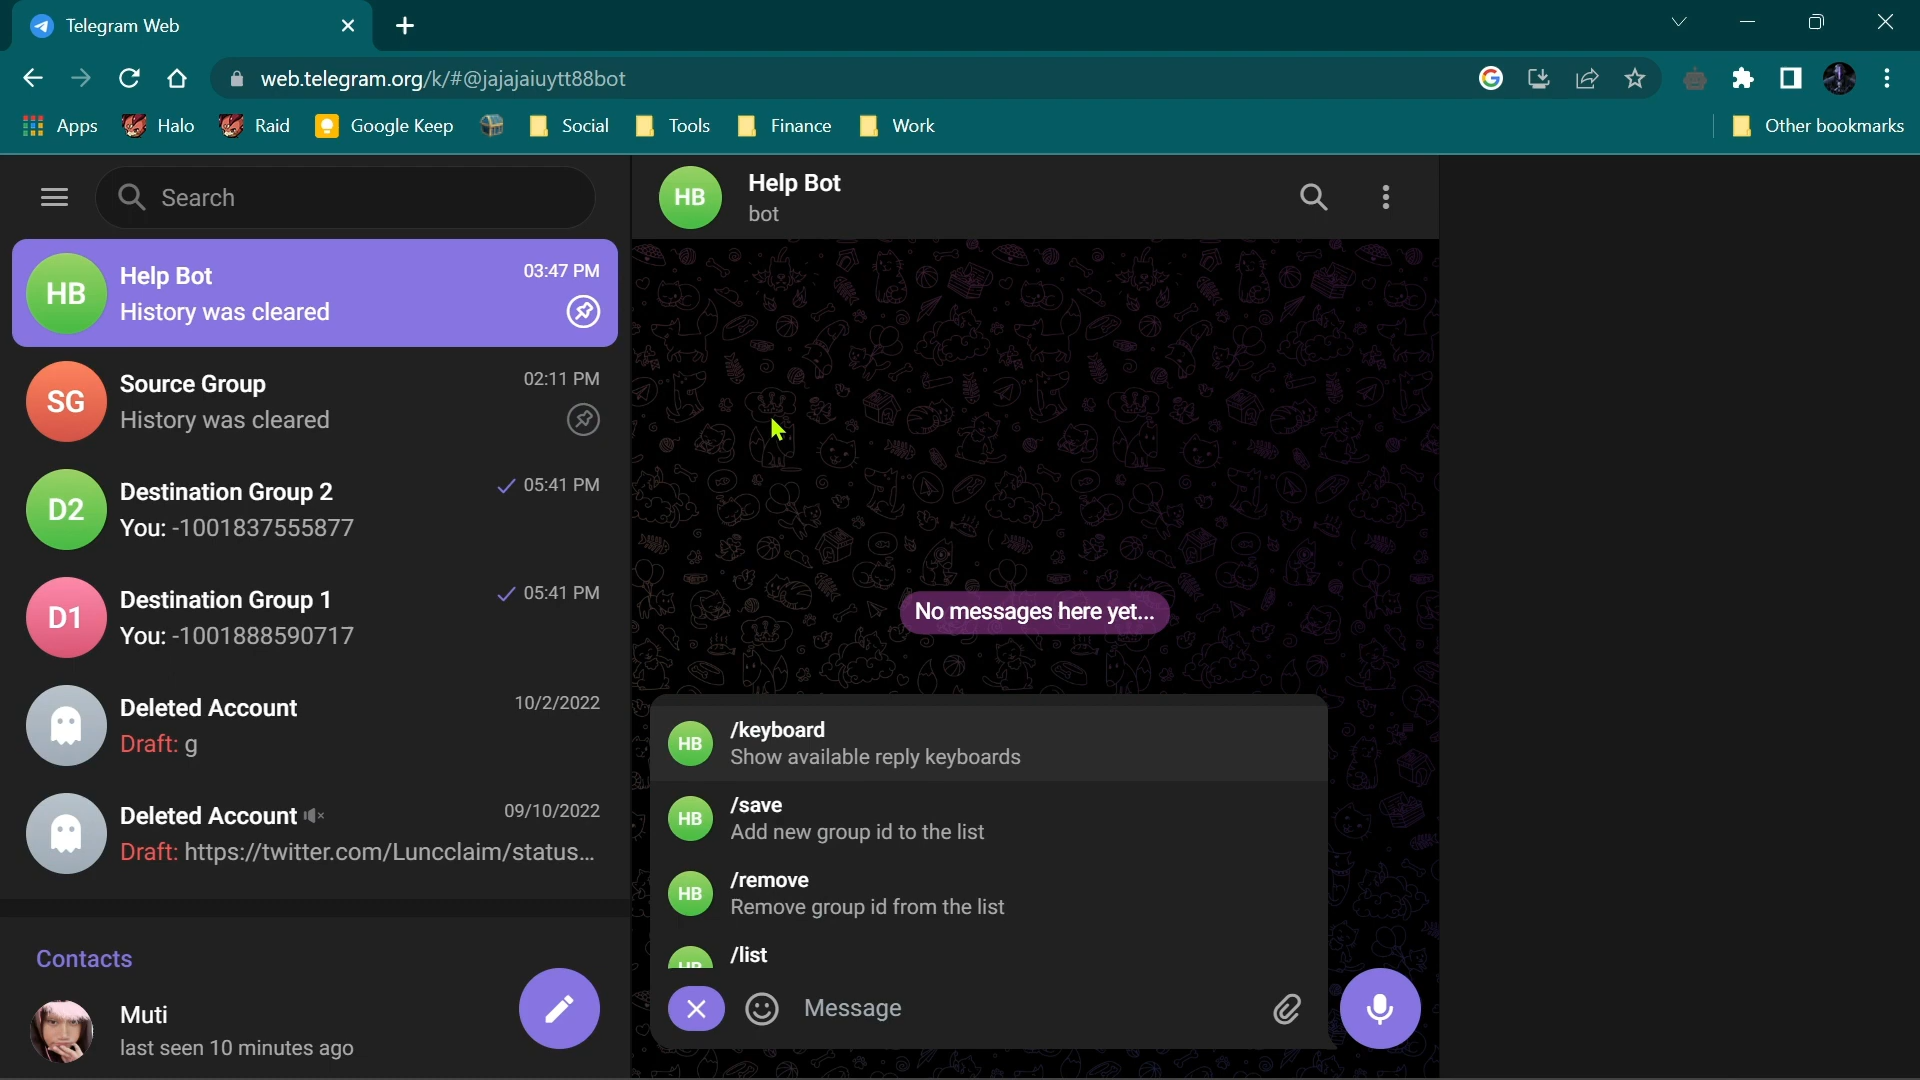 Telegram Web
web.telegram.org/k/#@jajajaiuytt88bot
Apps
Halo
Raid
Google Keep
Social
Tools
Finance
Work
Other bookmarks
Search
HB
Help Bot
03:47 PM
History was cleared
SG
Source Group
02:11 PM
History was cleared
D2
Destination Group 2
05:41 PM
You: -1001837555877
D1
Destination Group 1
05:41 PM
You: -1001888590717
Deleted Account
10/2/2022
Draft: g
Deleted Account
09/10/2022
Draft: https://twitter.com/Luncclaim/status...
Contacts
Muti
last seen 10 minutes ago
HB
Help Bot
bot
No messages here yet...
HB
/keyboard
Show available reply keyboards
HB
/save
Add new group id to the list
HB
/remove
Remove group id from the list
HB
/list
Message